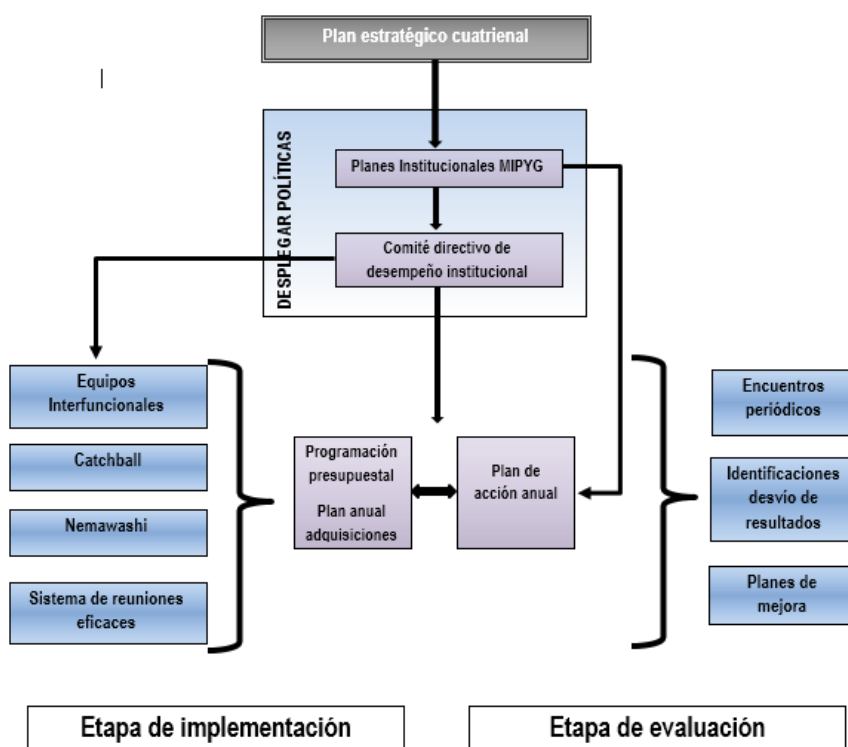 Plan estratégico cuatrienal
DESPLEGAR POLÍTICAS
Planes Institucionales MIPYG
Comité directivo de
desempeño institucional
Equipos
Interfuncionales
Catchball
Nemawashi
Sistema de reuniones
eficaces
Programación
presupuestal
Plan anual
adquisiciones
Plan de
acción anual
Encuentros
periódicos
Identificaciones
desvío de
resultados
Planes de
mejora
Etapa de implementación
Etapa de evaluación